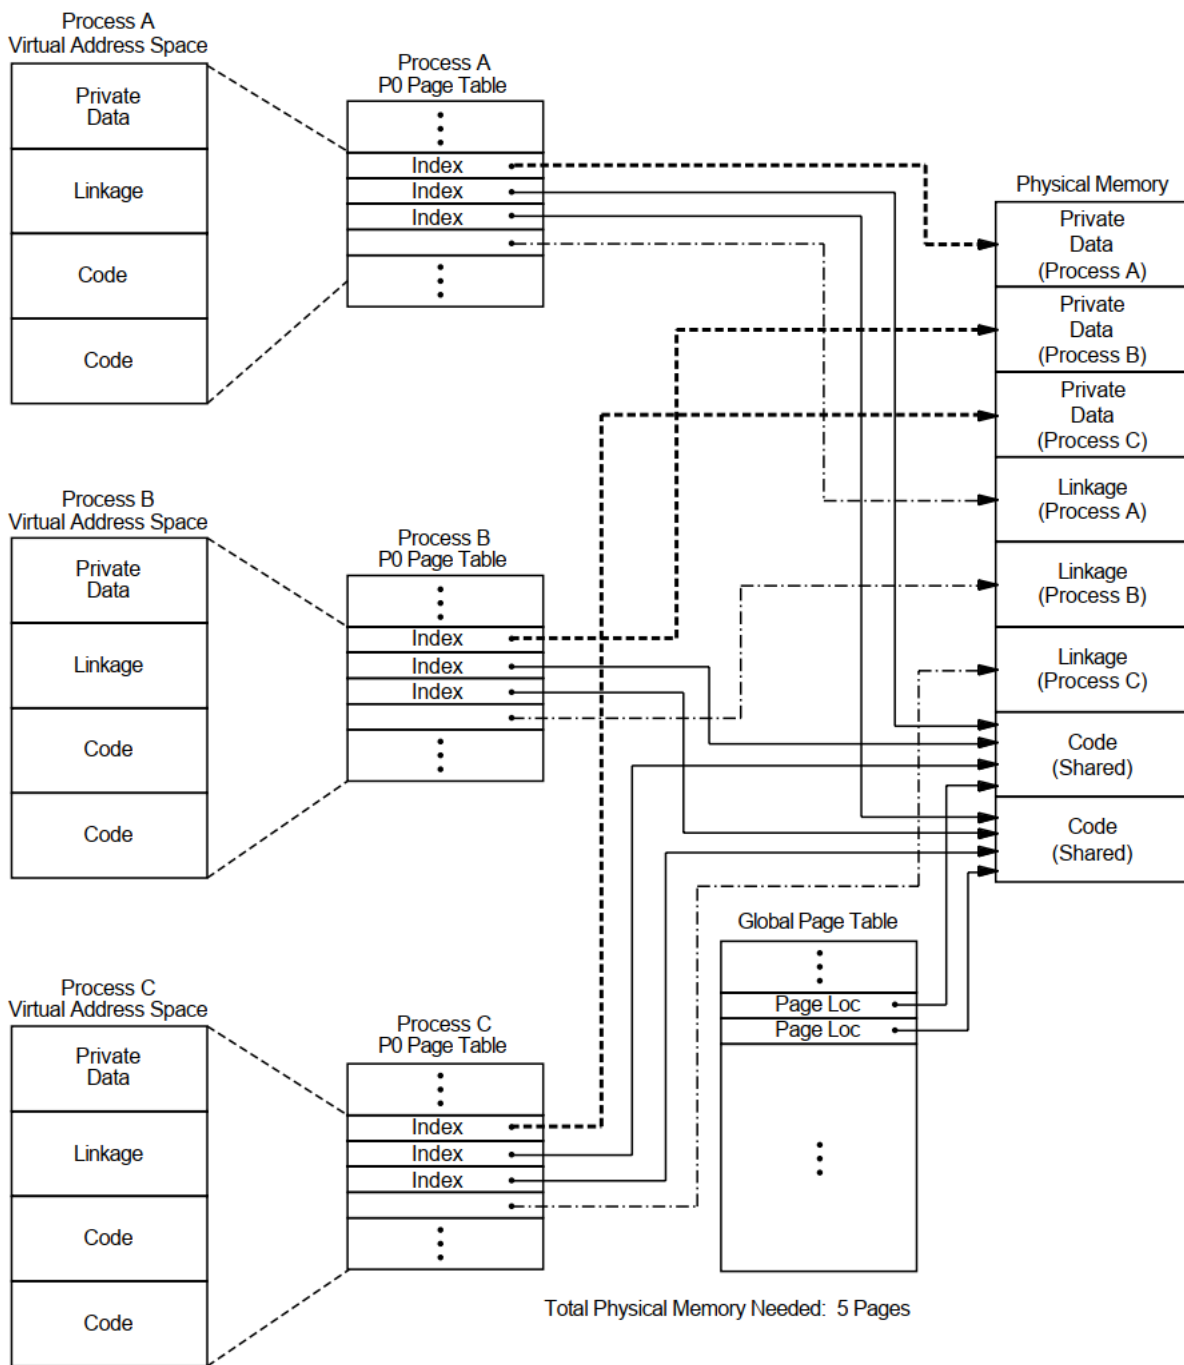 Process A
Virtual Address Space
Private
Data
Linkage
Code
Code
Process A
P0 Page Table
Index
Index
Index
Process B
Virtual Address Space
Private
Data
Linkage
Code
Code
Process B
P0 Page Table
Index
Index
Index
Process C
Virtual Address Space
Private
Data
Linkage
Code
Code
Process C
P0 Page Table
Index
Index
Index
Physical Memory
Private
Data
(Process A)
Private
Data
(Process B)
Private
Data
(Process C)
Linkage
(Process A)
Linkage
(Process B)
Linkage
(Process C)
Code
(Shared)
Code
(Shared)
Global Page Table
Page Loc
Page Loc
Total Physical Memory Needed: 5 Pages